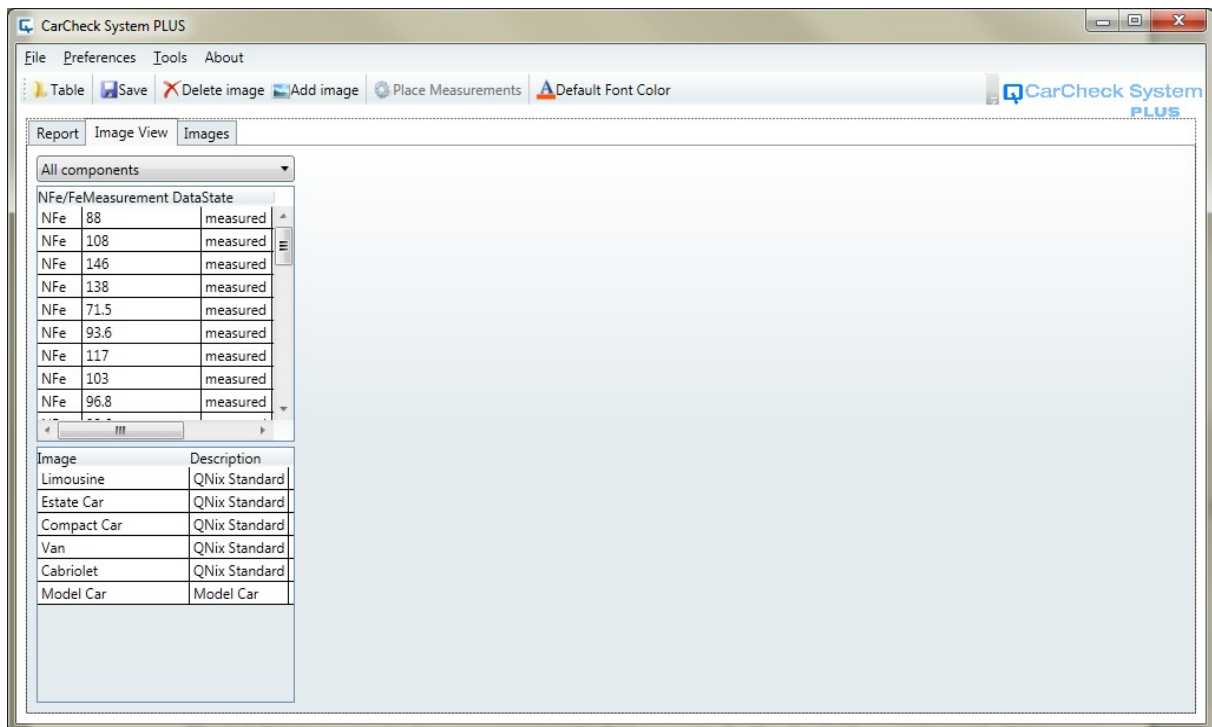 CarCheck System PLUS
File Preferences Tools About
Table Save Delete image Add image Place Measurements Default Font Color
CarCheck System
PLUS
Report Image View Images
All components
NFe/FeMeasurement DataState
NFe 88 measured
NFe 108 measured
NFe 146 measured
NFe 138 measured
NFe 71.5 measured
NFe 93.6 measured
NFe 117 measured
NFe 103 measured
NFe 96.8 measured
Image Description
Limousine QNix Standard
Estate Car QNix Standard
Compact Car QNix Standard
Van QNix Standard
Cabriolet QNix Standard
Model Car Model Car